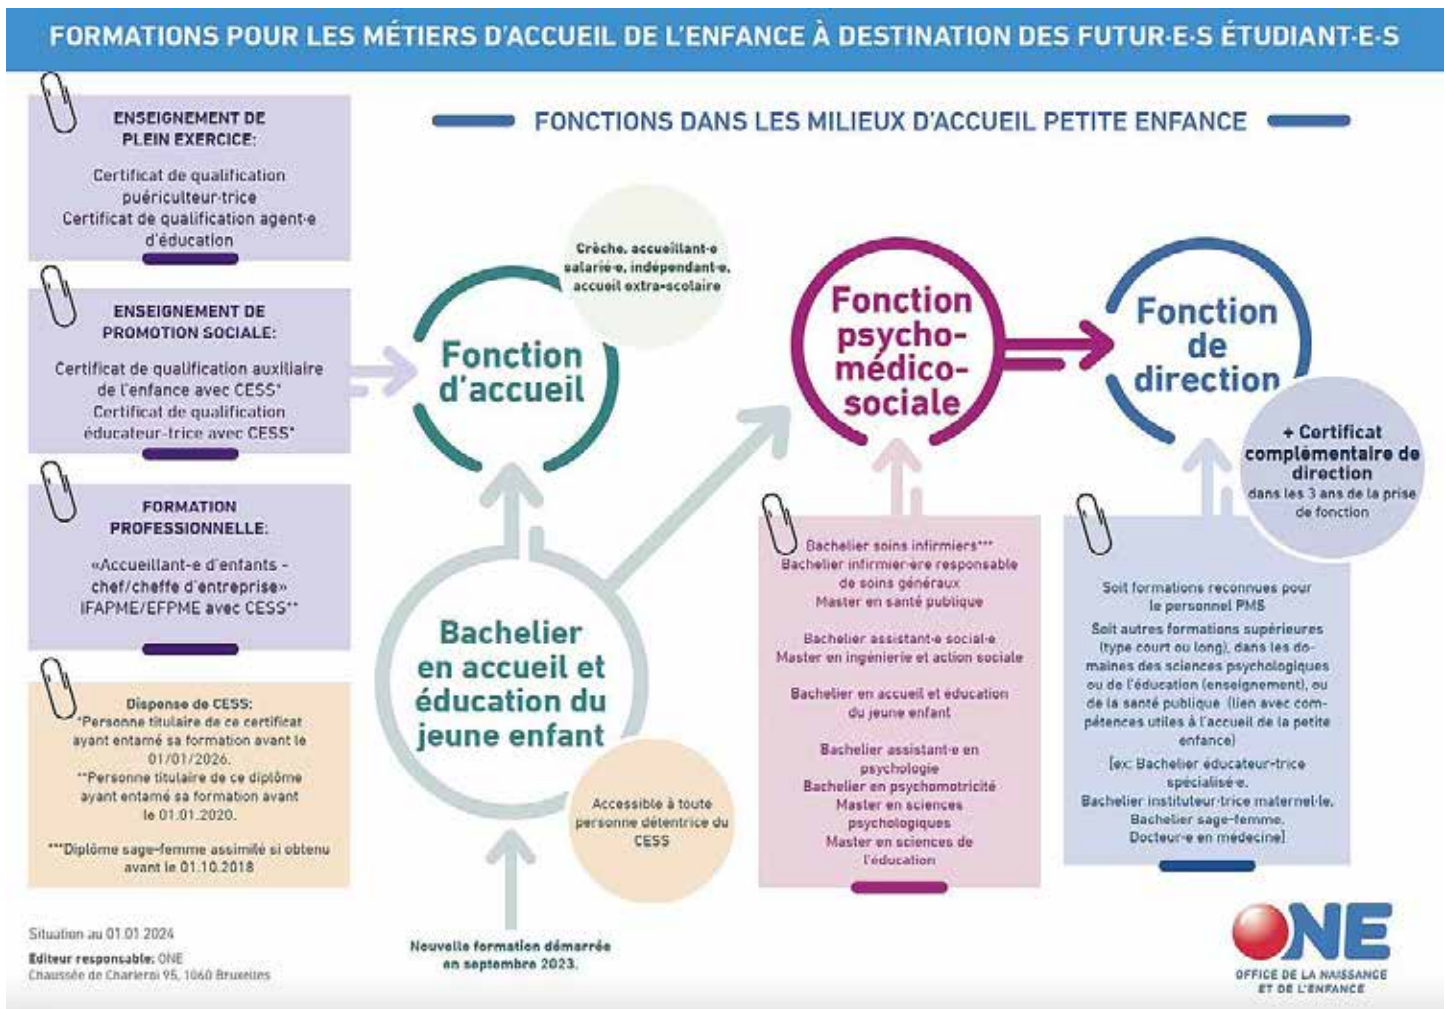 FORMATIONS POUR LES MÉTIERS D'ACCUEIL DE L'ENFANCE À DESTINATION DES FUTUR·E·S ÉTUDIANT·E·S
ENSEIGNEMENT DE
PLEIN EXERCICE:
Certificat de qualification
puériculteur·trice
Certificat de qualification agent·e
d'éducation
ENSEIGNEMENT DE
PROMOTION SOCIALE:
Certificat de qualification auxiliaire
de l'enfance avec CESS*
Certificat de qualification
éducateur-trice avec CESS*
FORMATION
PROFESSIONNELLE:
«Accueillant-e d'enfants -
chef/cheffe d'entreprise»
IFAPME/EFPME avec CESS**
Dispense de CESS:
*Personne titulaire de ce certificat
ayant entamé sa formation avant le
01/01/2026.
**Personne titulaire de ce diplôme
ayant entamé sa formation avant
le 01.01.2020.
***Diplôme sage-femme assimilé si obtenu
avant le 01.10.2018
Situation au 01.01.2024
Editeur responsable: ONE
Chaussée de Charleroi 95, 1060 Bruxelles
FONCTIONS DANS LES MILIEUX D'ACCUEIL PETITE ENFANCE
Crèche, accueillant·e
salarié·e, indépendant·e,
accueil extra-scolaire
Fonction
d'accueil
Bachelier
en accueil et
éducation du
jeune enfant
Accessible à toute
personne détentrice du
CESS
Nouvelle formation démarrée
en septembre 2023.
Fonction
psycho-
médico-
sociale
Bachelier soins infirmiers***
Bachelier infirmier·ère responsable
de soins généraux
Master en santé publique
Bachelier assistant·e social·e
Master en ingénierie et action sociale
Bachelier en accueil et éducation
du jeune enfant
Bachelier assistant·e en
psychologie
Bachelier en psychomotricité
Master en sciences
psychologiques
Master en sciences de
l'éducation
Fonction
de
direction
+ Certificat
complémentaire de
direction
dans les 3 ans de la prise
de fonction
Soit formations reconnues pour
le personnel PMS
Soit autres formations supérieures
(type court ou long), dans les do-
maines des sciences psychologiques
ou de l'éducation (enseignement), ou
de la santé publique (lien avec com-
pétences utiles à l'accueil de la petite
enfance)
[ex: Bachelier éducateur-trice
spécialisé·e,
Bachelier instituteur·trice maternel·le,
Bachelier sage-femme,
Docteur·e en médecine]
ONE
OFFICE DE LA NAISSANCE
ET DE L'ENFANCE